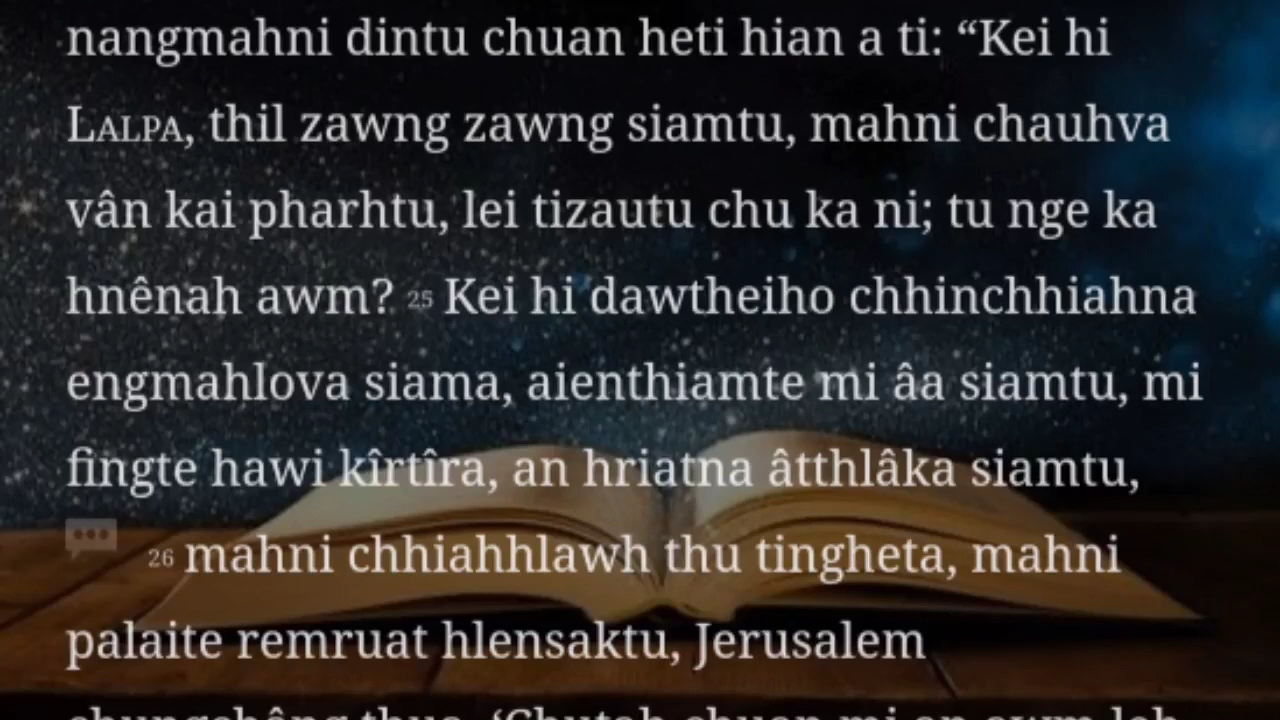 nangmahni dintu chuan heti hian a ti: “Kei hi
LALPA, thil zawng zawng siamtu, mahni chauhva
vân kai pharhtu, lei tizautu chu ka ni; tu nge ka
hnênah awm? 25 Kei hi dawtheiho chhinchhiahna
engmahlova siama, aienthiamte mi âa siamtu, mi
fingte hawi kîrtîra, an hriatna âtthlâka siamtu,
26 mahni chhiahhlawh thu tingheta, mahni
palaite remruat hlensaktu, Jerusalem